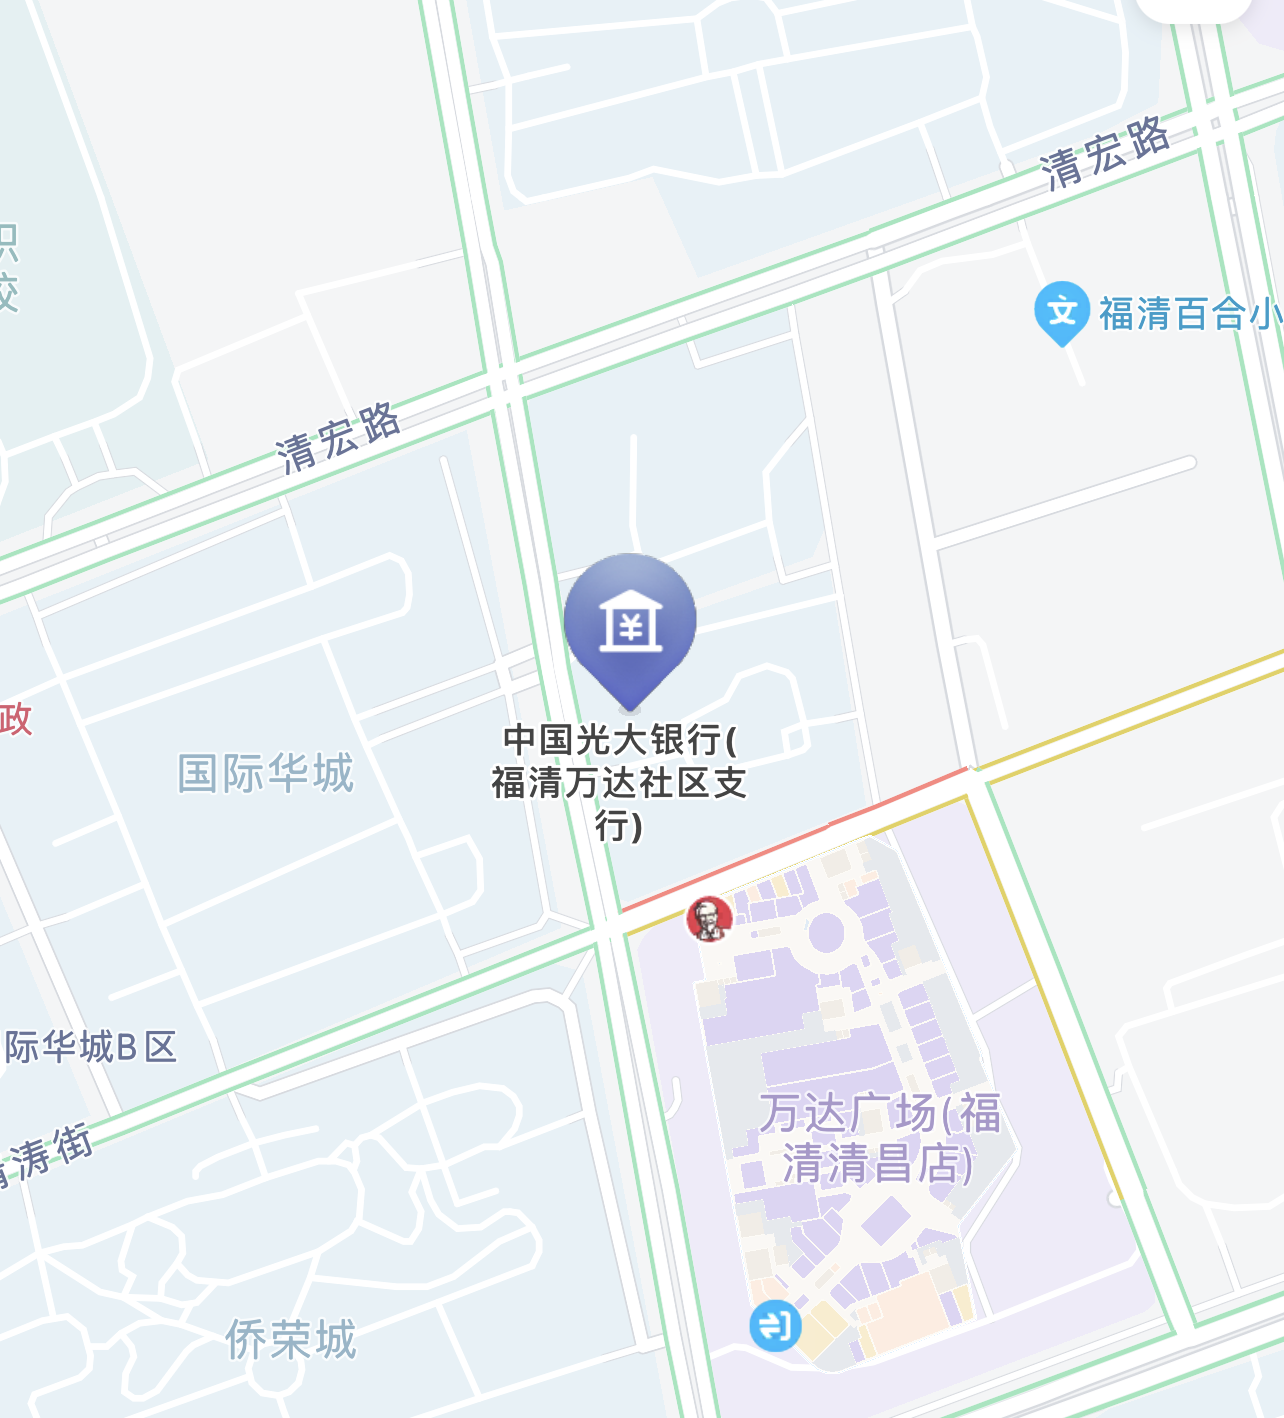 清宏路
福清百合小
清宏路
中国光大银行(
福清万达社区支
行)
政
国际华城
际华城B区
涛街
万达广场(福
清清昌店)
侨荣城